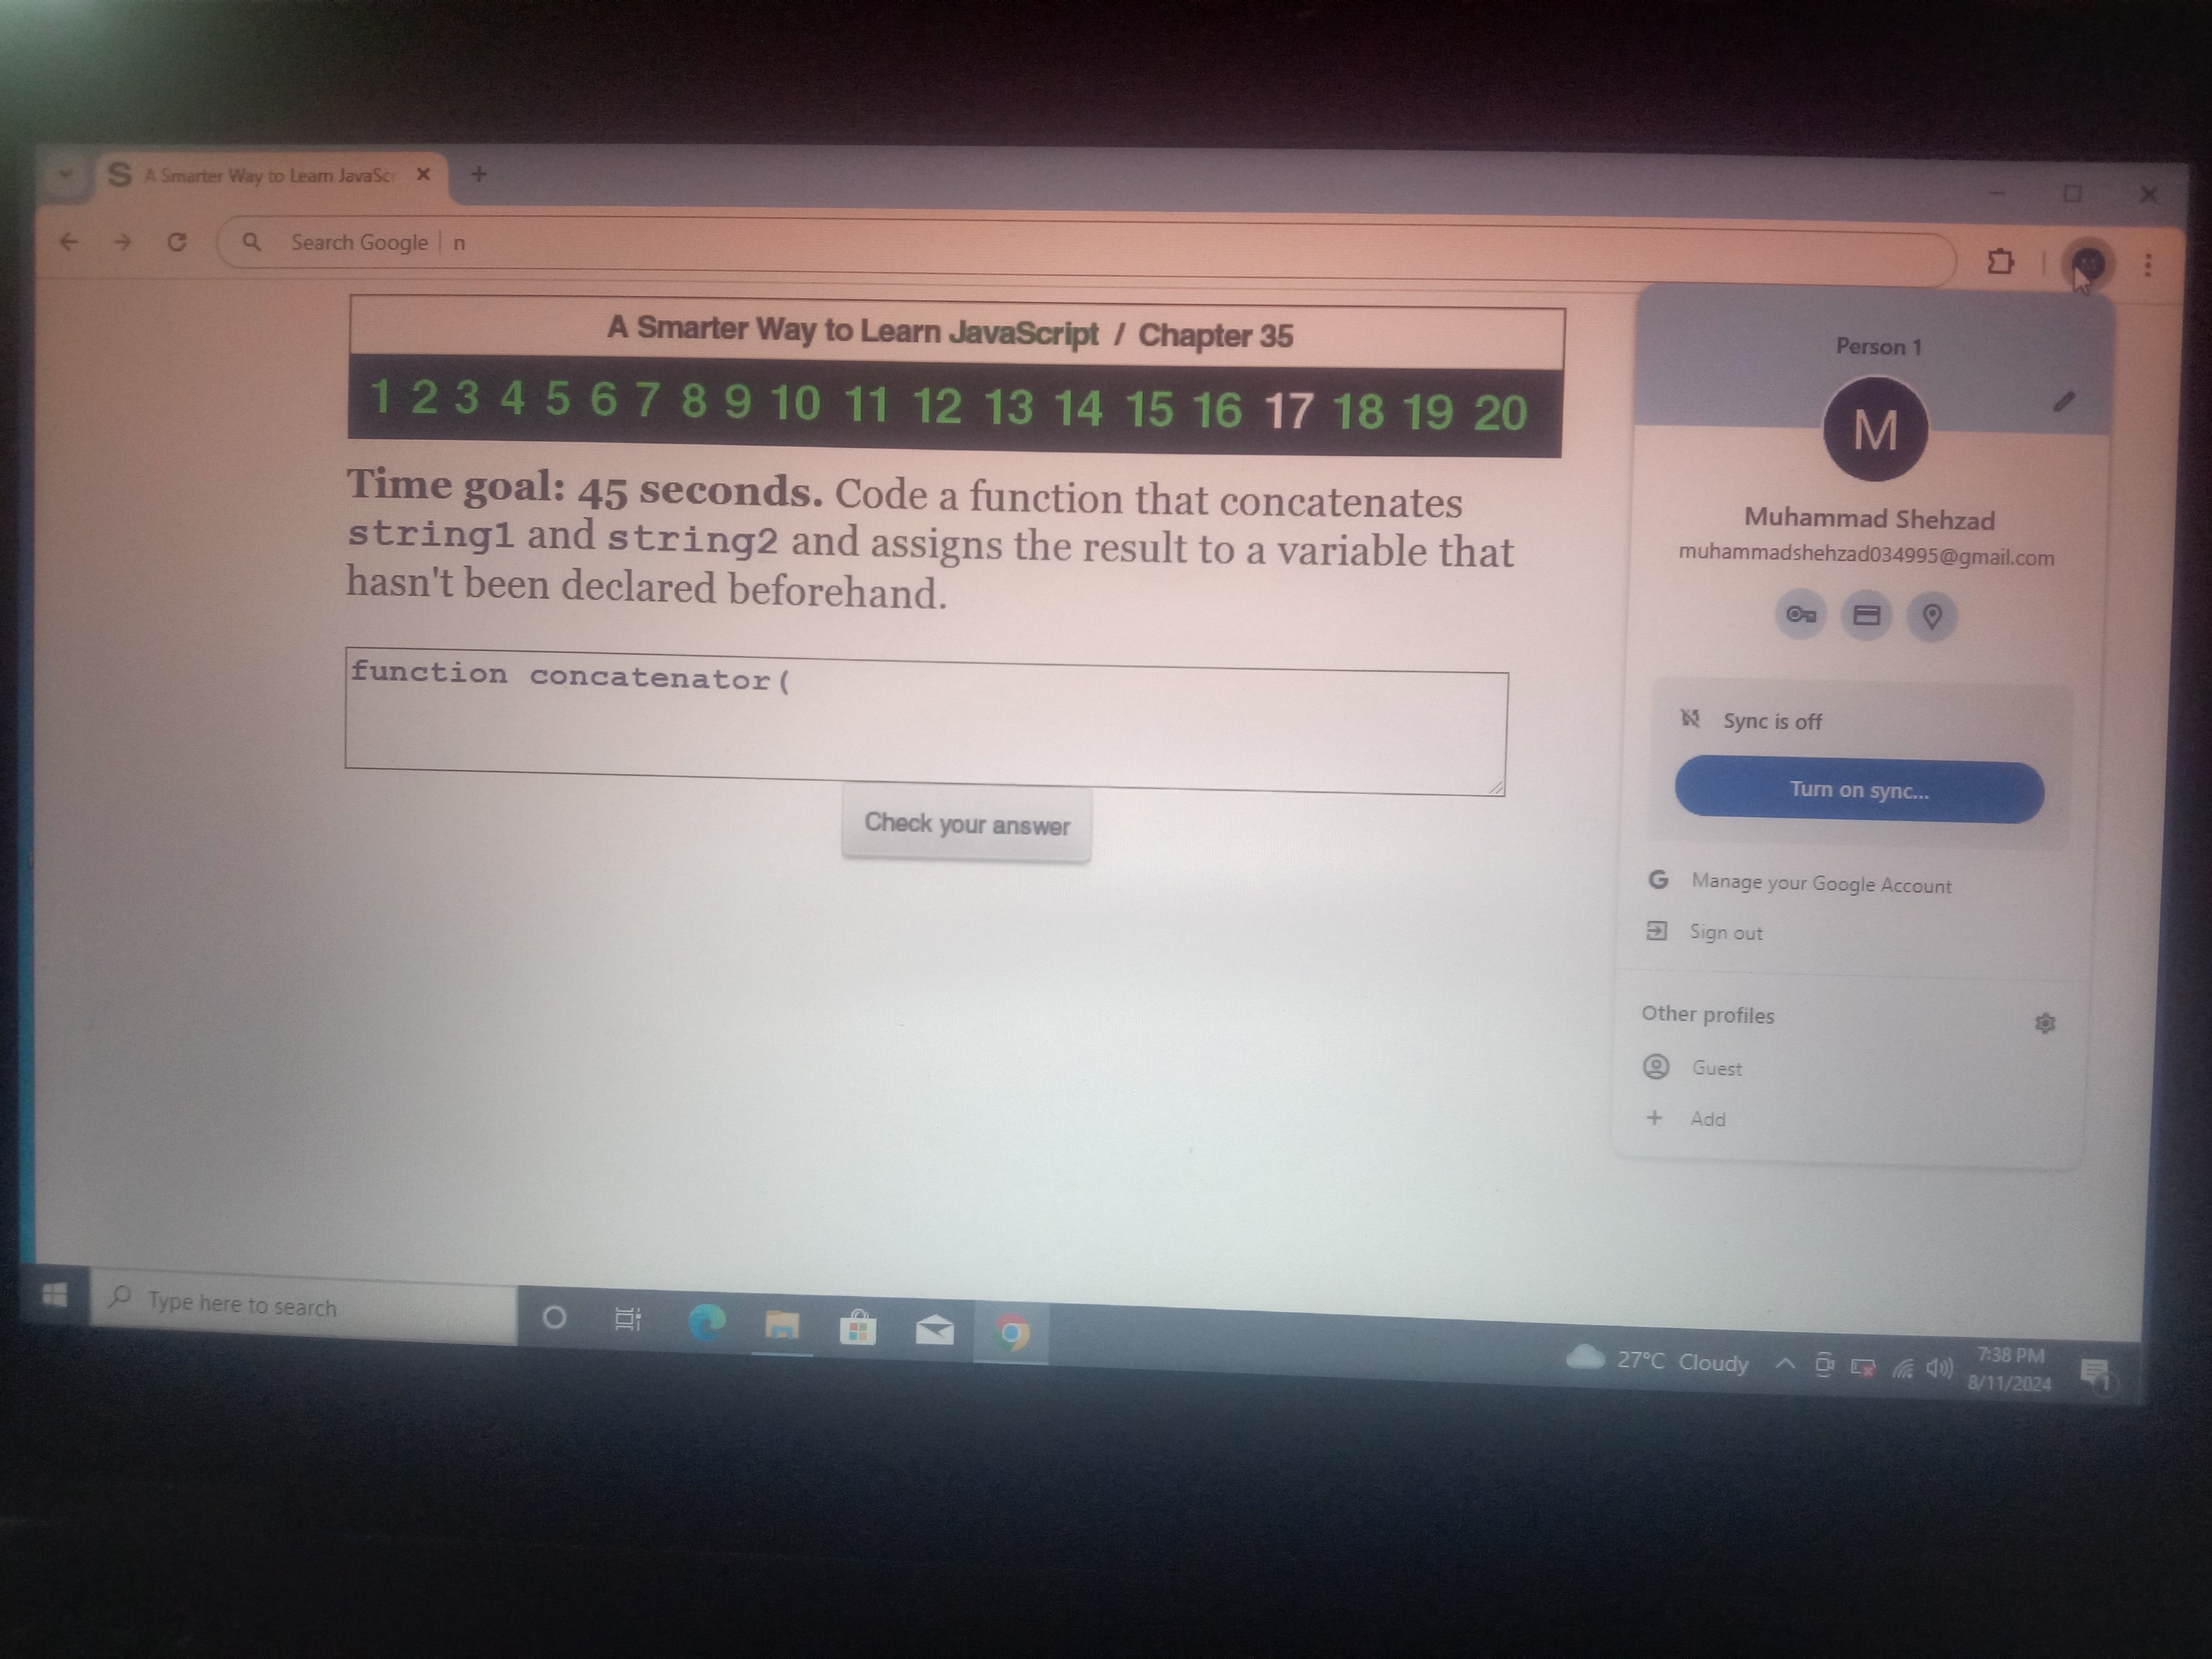 A Smarter Way to Learn JavaSc
Search Google n
A Smarter Way to Learn JavaScript / Chapter 35
1 2 3 4 5 6 7 8 9 10 11 12 13 14 15 16 17 18 19 20
Time goal: 45 seconds. Code a function that concatenates
string1 and string2 and assigns the result to a variable that
hasn't been declared beforehand.
function concatenator(
Check your answer
Person 1
M
Muhammad Shehzad
muhammadshehzad034995@gmail.com
Sync is off
Turn on sync...
Manage your Google Account
Sign out
Other profiles
Guest
Add
Type here to search
27°C Cloudy
7:38 PM
8/11/2024
1